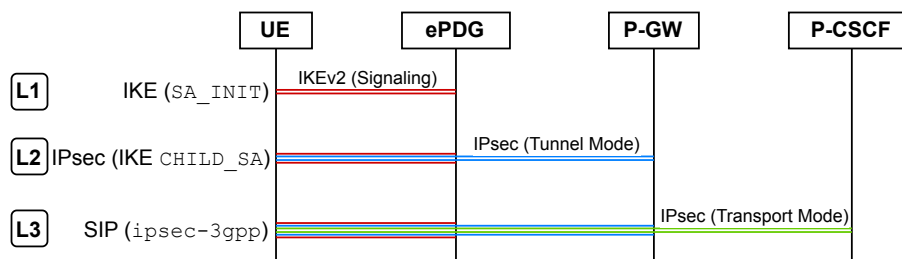 UE ePDG P-GW P-CSCF
IKEv2 (Signaling)
L1 IKE (SA_INIT)
IPsec (Tunnel Mode)
L2 IPsec (IKE CHILD_SA)
IPsec (Transport Mode)
L3 SIP (ipsec-3gpp)